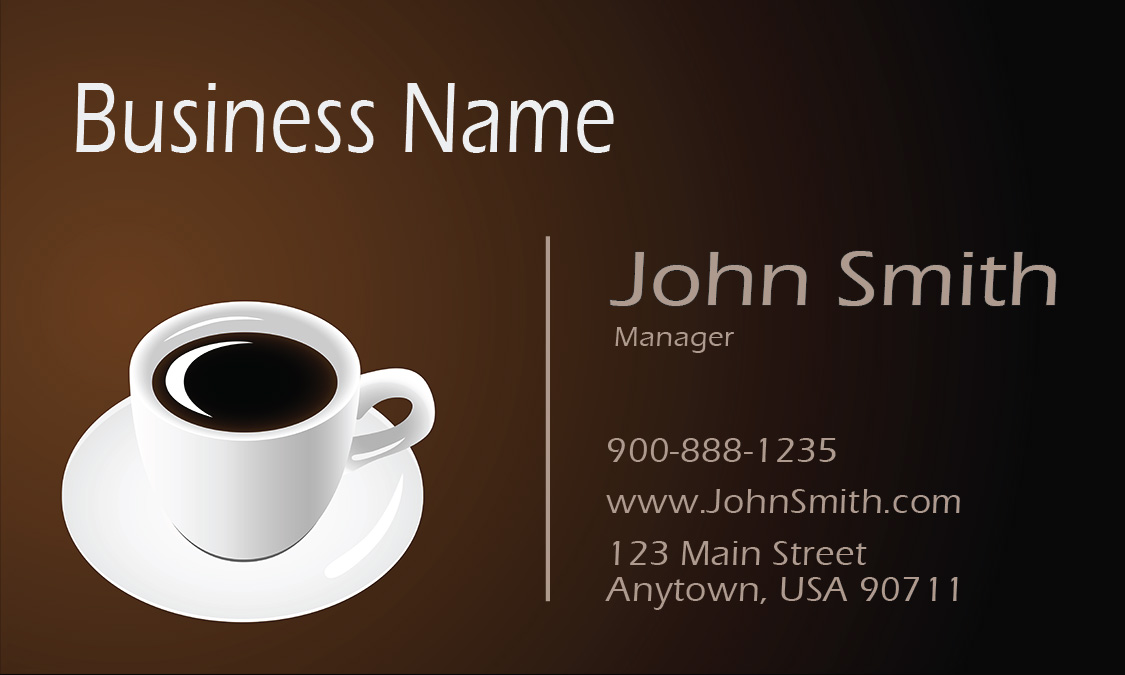 Business Name
John Smith
Manager
900-888-1235
www.JohnSmith.com
123 Main Street
Anytown, USA 90711